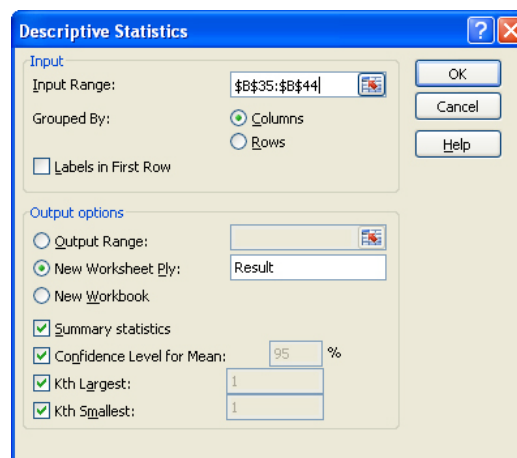 Descriptive Statistics
Input
Input Range: $B$35:$B$44
OK
Grouped By: Columns
Cancel
Rows
Help
Labels in First Row
Output options
Output Range:
New Worksheet Ply: Result
New Workbook
Summary statistics
Confidence Level for Mean: 95 %
Kth Largest: 1
Kth Smallest: 1